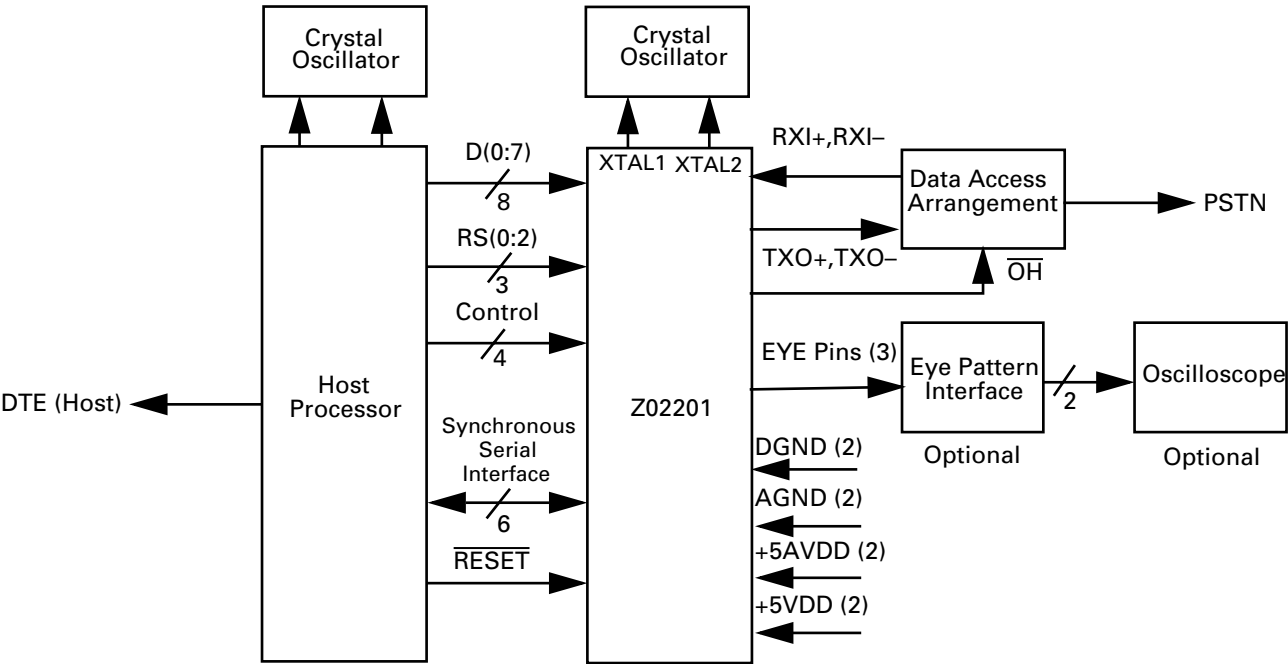 Crystal
Oscillator
Crystal
Oscillator
D(0:7)
8
RS(0:2)
3
Control
4
Synchronous
Serial
Interface
6
R̅E̅S̅E̅T̅
DTE (Host)
Host
Processor
XTAL1 XTAL2
Z02201
RXI+,RXI–
TXO+,TXO–
O̅H̅
Data Access
Arrangement
PSTN
EYE Pins (3)
Eye Pattern
Interface
Optional
2
Oscilloscope
Optional
DGND (2)
AGND (2)
+5AVDD (2)
+5VDD (2)